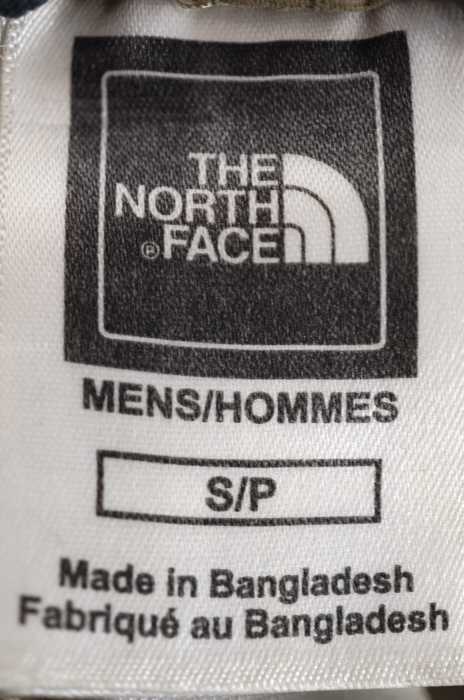 THE
NORTH
FACE
®
MENS/HOMMES
S/P
Made in Bangladesh
Fabriqué au Bangladesh